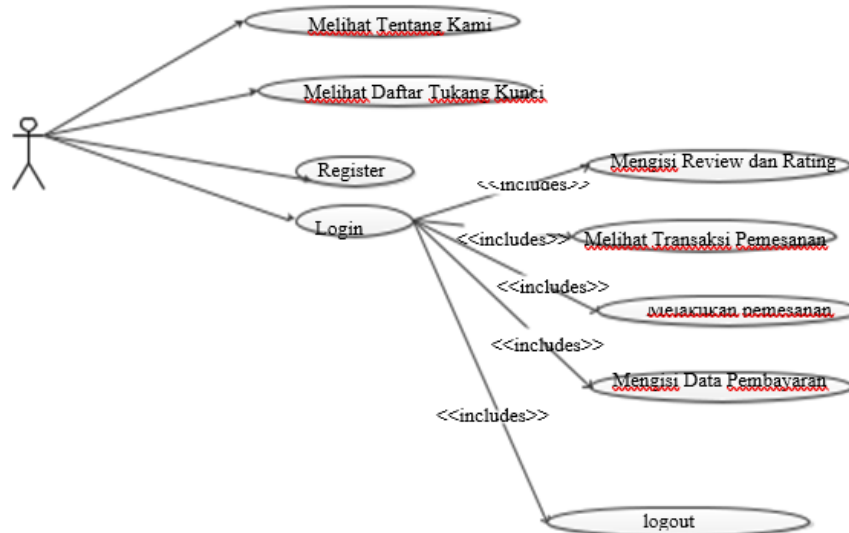 Melihat Tentang Kami
Melihat Daftar Tukang Kunci
Register
Login
<<includes>>
Mengisi Review dan Rating
<<includes>>
Melihat Transaksi Pemesanan
<<includes>>
Melakukan pemesanan
<<includes>>
Mengisi Data Pembayaran
<<includes>>
logout